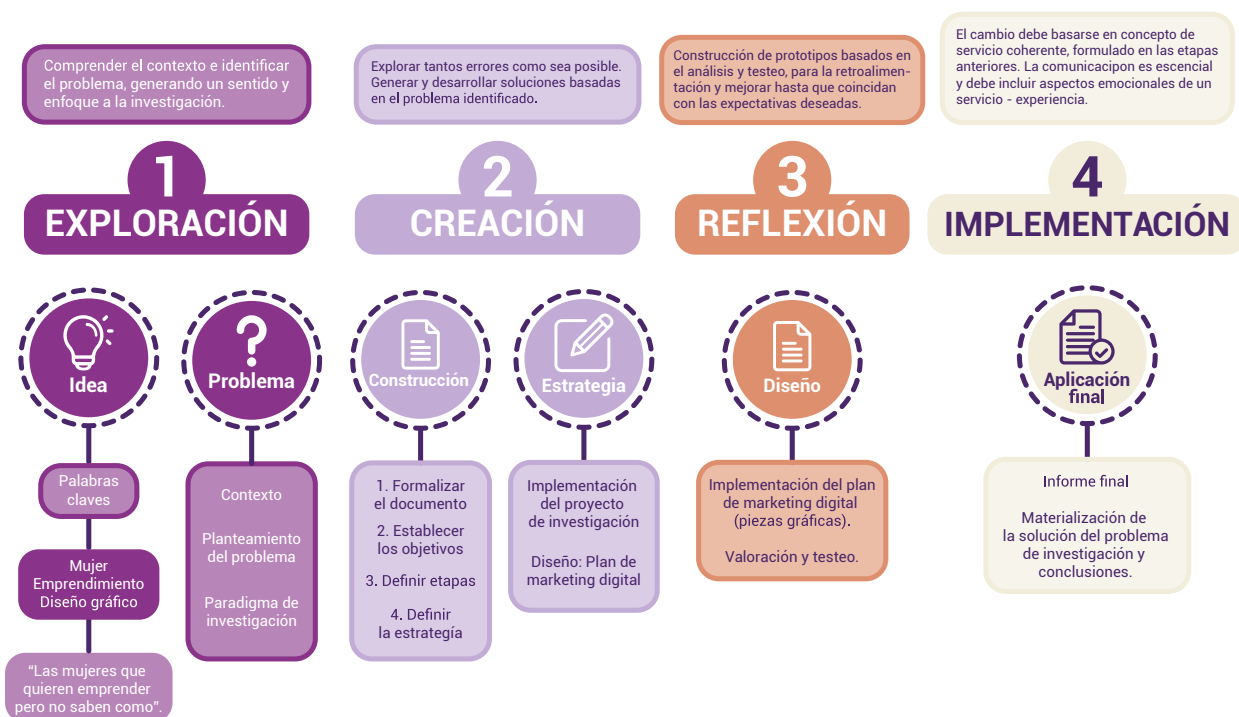 Comprender el contexto e identificar
el problema, generando un sentido y
enfoque a la investigación.
1
EXPLORACIÓN
Idea
Palabras
claves
Mujer
Emprendimiento
Diseño gráfico
“Las mujeres que
quieren emprender
pero no saben como”.
Problema
Contexto
Planteamiento
del problema
Paradigma de
investigación
Explorar tantos errores como sea posible.
Generar y desarrollar soluciones basadas
en el problema identificado.
2
CREACIÓN
Construcción
1. Formalizar
el documento
2. Establecer
los objetivos
3. Definir etapas
4. Definir
la estrategía
Estrategia
Implementación
del proyecto
de investigación
Diseño: Plan de
marketing digital
Construcción de prototipos basados en
el análisis y testeo, para la retroalimen-
tación y mejorar hasta que coincidan
con las expectativas deseadas.
3
REFLEXIÓN
Diseño
Implementación del plan
de marketing digital
(piezas gráficas).
Valoración y testeo.
El cambio debe basarse en concepto de
servicio coherente, formulado en las etapas
anteriores. La comunicacipon es escencial
y debe incluir aspectos emocionales de un
servicio - experiencia.
4
IMPLEMENTACIÓN
Aplicación
final
Informe final
Materialización de
la solución del problema
de investigación y
conclusiones.